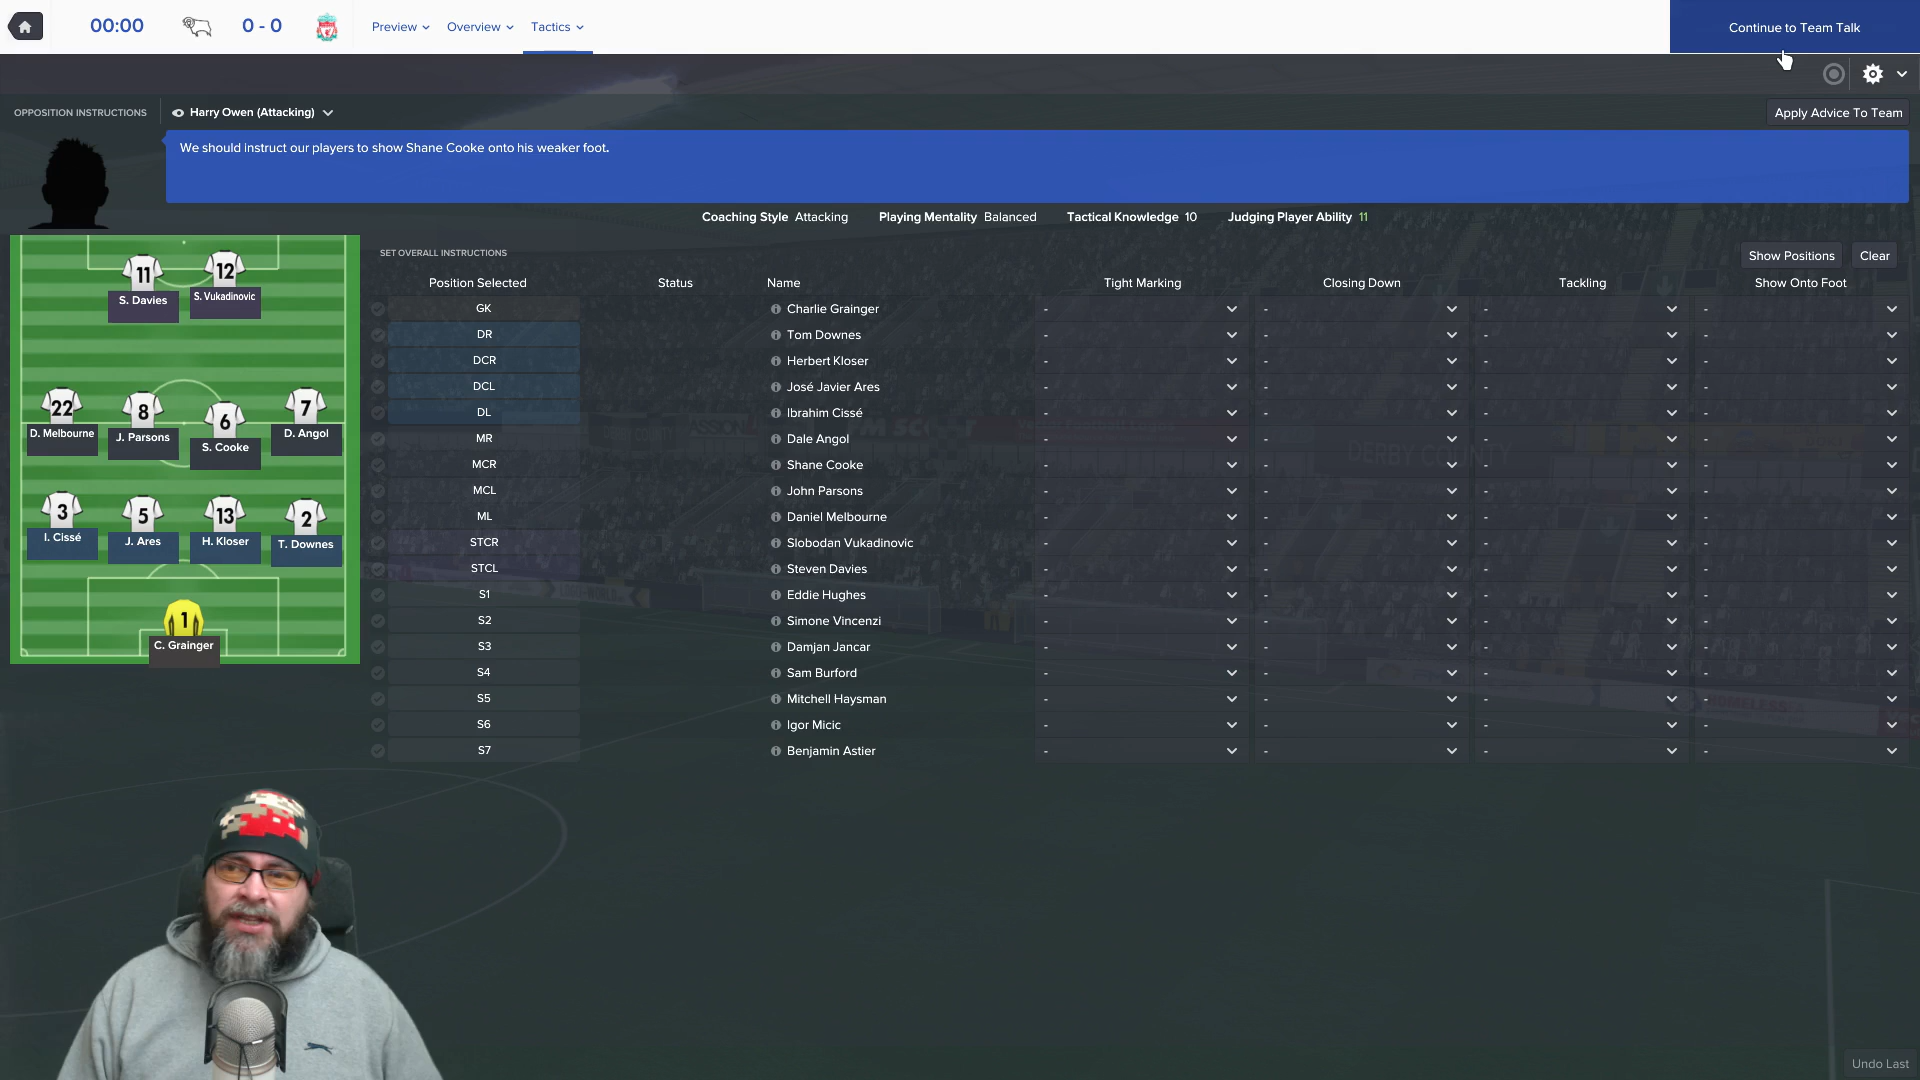 00:00 0 - 0 Preview Overview Tactics Continue to Team Talk
OPPOSITION INSTRUCTIONS Harry Owen (Attacking) Apply Advice To Team
We should instruct our players to show Shane Cooke onto his weaker foot.
Coaching Style Attacking Playing Mentality Balanced Tactical Knowledge 10 Judging Player Ability 11
11 S. Davies
12 S. Vukadinovic
22 D. Melbourne
8 J. Parsons
6 S. Cooke
7 D. Angol
3 I. Cissé
5 J. Ares
13 H. Kloser
2 T. Downes
1 C. Grainger
SET OVERALL INSTRUCTIONS Show Positions Clear
Position Selected Status Name Tight Marking Closing Down Tackling Show Onto Foot
GK Charlie Grainger - - - -
DR Tom Downes - - - -
DCR Herbert Kloser - - - -
DCL José Javier Ares - - - -
DL Ibrahim Cissé - - - -
MR Dale Angol - - - -
MCR Shane Cooke - - - -
MCL John Parsons - - - -
ML Daniel Melbourne - - - -
STCR Slobodan Vukadinovic - - - -
STCL Steven Davies - - - -
S1 Eddie Hughes - - - -
S2 Simone Vincenzi - - - -
S3 Damjan Jancar - - - -
S4 Sam Burford - - - -
S5 Mitchell Haysman - - - -
S6 Igor Micic - - - -
S7 Benjamin Astier - - - -
DERBY COUNTY
Undo Last